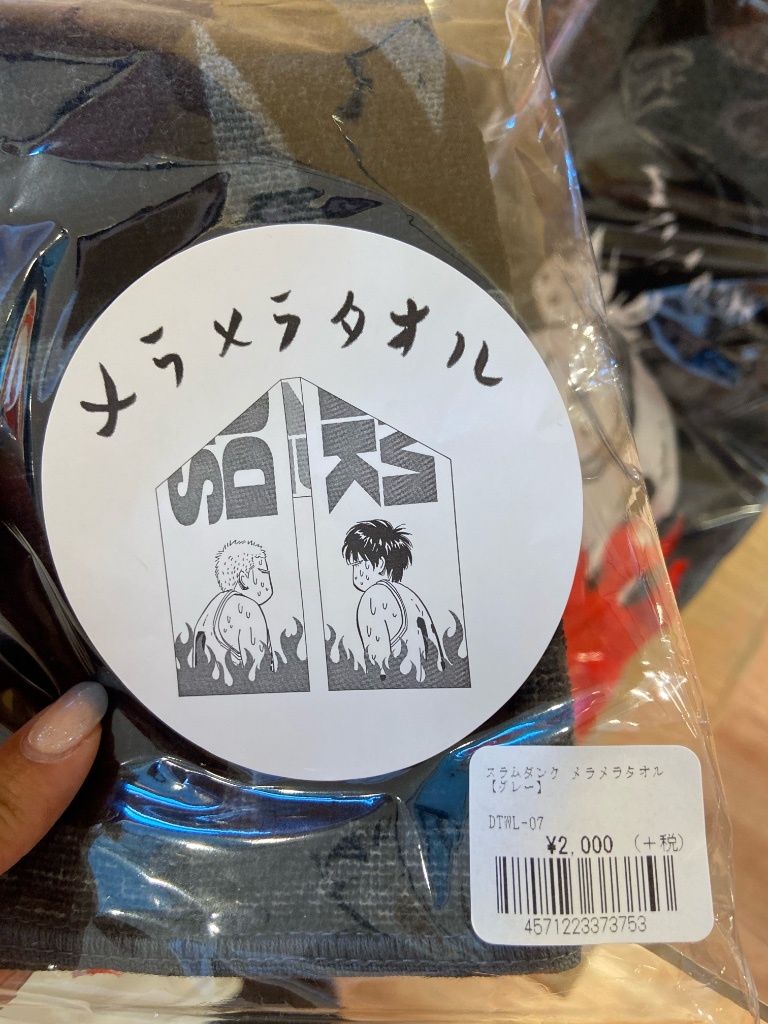 メラメラタオル
スラムダンク メラメラタオル
【グレー】
DTWL-07
¥2,000 (+税)
4571223373753